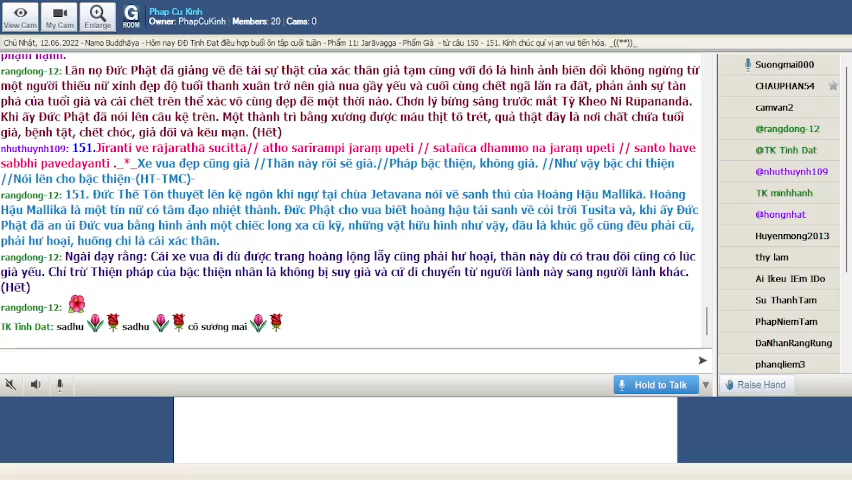 View Cam
My Cam
Enlarge
G
ROOM
Phap Cu Kinh
Owner: PhapCuKinh | Members: 20 | Cams: 0
Chủ Nhật, 12.06.2022 - Namo Buddhāya - Hôm nay ĐĐ Tịnh Đạt điều hợp buổi ôn tập cuối tuần - Phẩm 11: Jarāvagga - Phẩm Già - từ câu 150 - 151. Kính chúc quí vị an vui tiến hóa. _((**))_
phạm hạnh.
rangdong-12: Lần nọ Đức Phật đã giảng về đề tài sự thật của xác thân giả tạm cùng với đó là hình ảnh biến đổi không ngừng từ
một người thiếu nữ xinh đẹp độ tuổi thanh xuân trở nên già nua gầy yếu và cuối cùng chết ngã lăn ra đất, phản ảnh sự tàn
phá của tuổi già và cái chết trên thể xác vô cùng đẹp đẽ một thời nào. Chơn lý bừng sáng trước mắt Tỳ Kheo Ni Rūpanandā.
Khi ấy Đức Phật đã nói lên câu kệ trên. Một thành trì bằng xương được máu thịt tô trét, quả thật đây là nơi chất chứa tuổi
già, bệnh tật, chết chóc, giả dối và kêu mạn. (Hết)
nhuthuynh109: 151.Jiranti ve rājarathā sucittā// atho sarīrampi jaraṃ upeti // satañca dhammo na jaraṃ upeti // santo have
sabbhi pavedayanti ._*_Xe vua đẹp cũng già //Thân này rồi sẽ già.//Pháp bậc thiện, không già. //Như vậy bậc chí thiện
//Nói lên cho bậc thiện-(HT-TMC)-
rangdong-12: 151. Đức Thế Tôn thuyết lên kệ ngôn khi ngự tại chùa Jetavana nói về sanh thú của Hoàng Hậu Mallikā. Hoàng
Hậu Mallikā là một tín nữ có tâm đạo nhiệt thành. Đức Phật cho vua biết hoàng hậu tái sanh về cõi trời Tusita và, khi ấy Đức
Phật đã an ủi Đức vua bằng hình ảnh một chiếc long xa cũ kỹ, những vật hữu hình như vậy, dầu là khúc gỗ cũng đều phải cũ,
phải hư hoại, huống chi là cái xác thân.
rangdong-12: Ngài dạy rằng: Cái xe vua đi dù được trang hoàng lộng lẫy cũng phải hư hoại, thân này dù có trau dồi cũng có lúc
già yếu. Chỉ trừ Thiện pháp của bậc thiện nhân là không bị suy già và cứ di chuyển từ người lành này sang người lành khác.
(Hết)
rangdong-12:
TK Tinh Dat: sadhu sadhu cô sương mai
Hold to Talk
Raise Hand
Suongmai000
CHAUPHAN54
camvan2
@rangdong-12
@TK Tinh Dat
@nhuthuynh109
TK minhhanh
@hongnhat
Huyenmong2013
thy lam
Ai Ikeu IEm IDo
Su ThanhTam
PhapNiemTam
DaNhanRangRung
phanqliem3